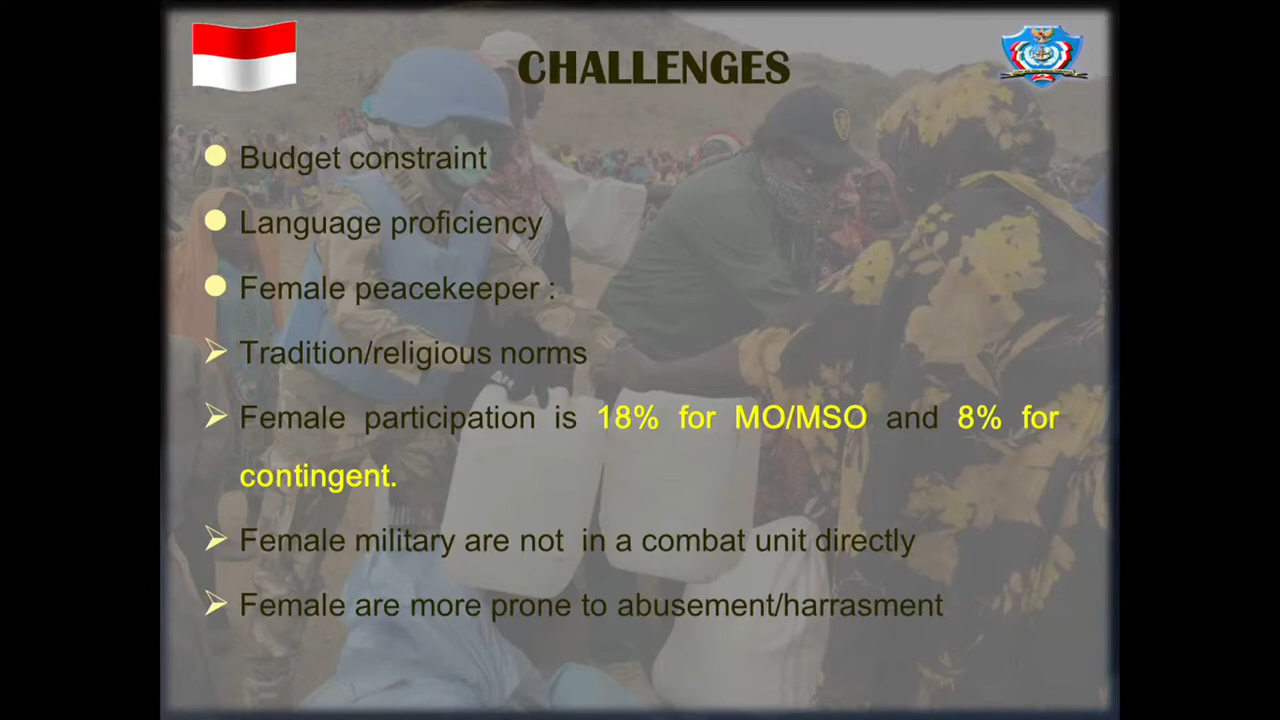 CHALLENGES
Budget constraint
Language proficiency
Female peacekeeper :
Tradition/religious norms
Female participation is 18% for MO/MSO and 8% for
contingent.
Female military are not in a combat unit directly
Female are more prone to abusement/harrasment